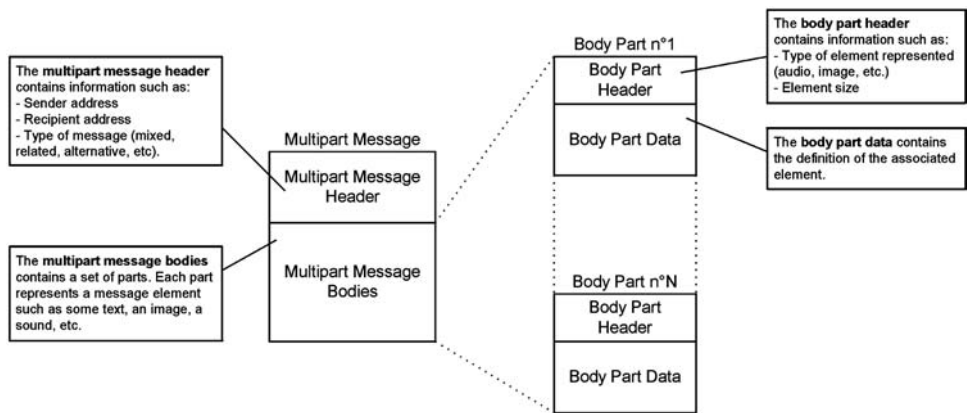 The multipart message header
contains information such as:
- Sender address
- Recipient address
- Type of message (mixed,
related, alternative, etc).
The multipart message bodies
contains a set of parts. Each part
represents a message element
such as some text, an image, a
sound, etc.
Multipart Message
Multipart Message
Header
Multipart Message
Bodies
Body Part n°1
Body Part
Header
Body Part Data
Body Part n°N
Body Part
Header
Body Part Data
The body part header
contains information such as:
- Type of element represented
(audio, image, etc.)
- Element size
The body part data contains
the definition of the associated
element.